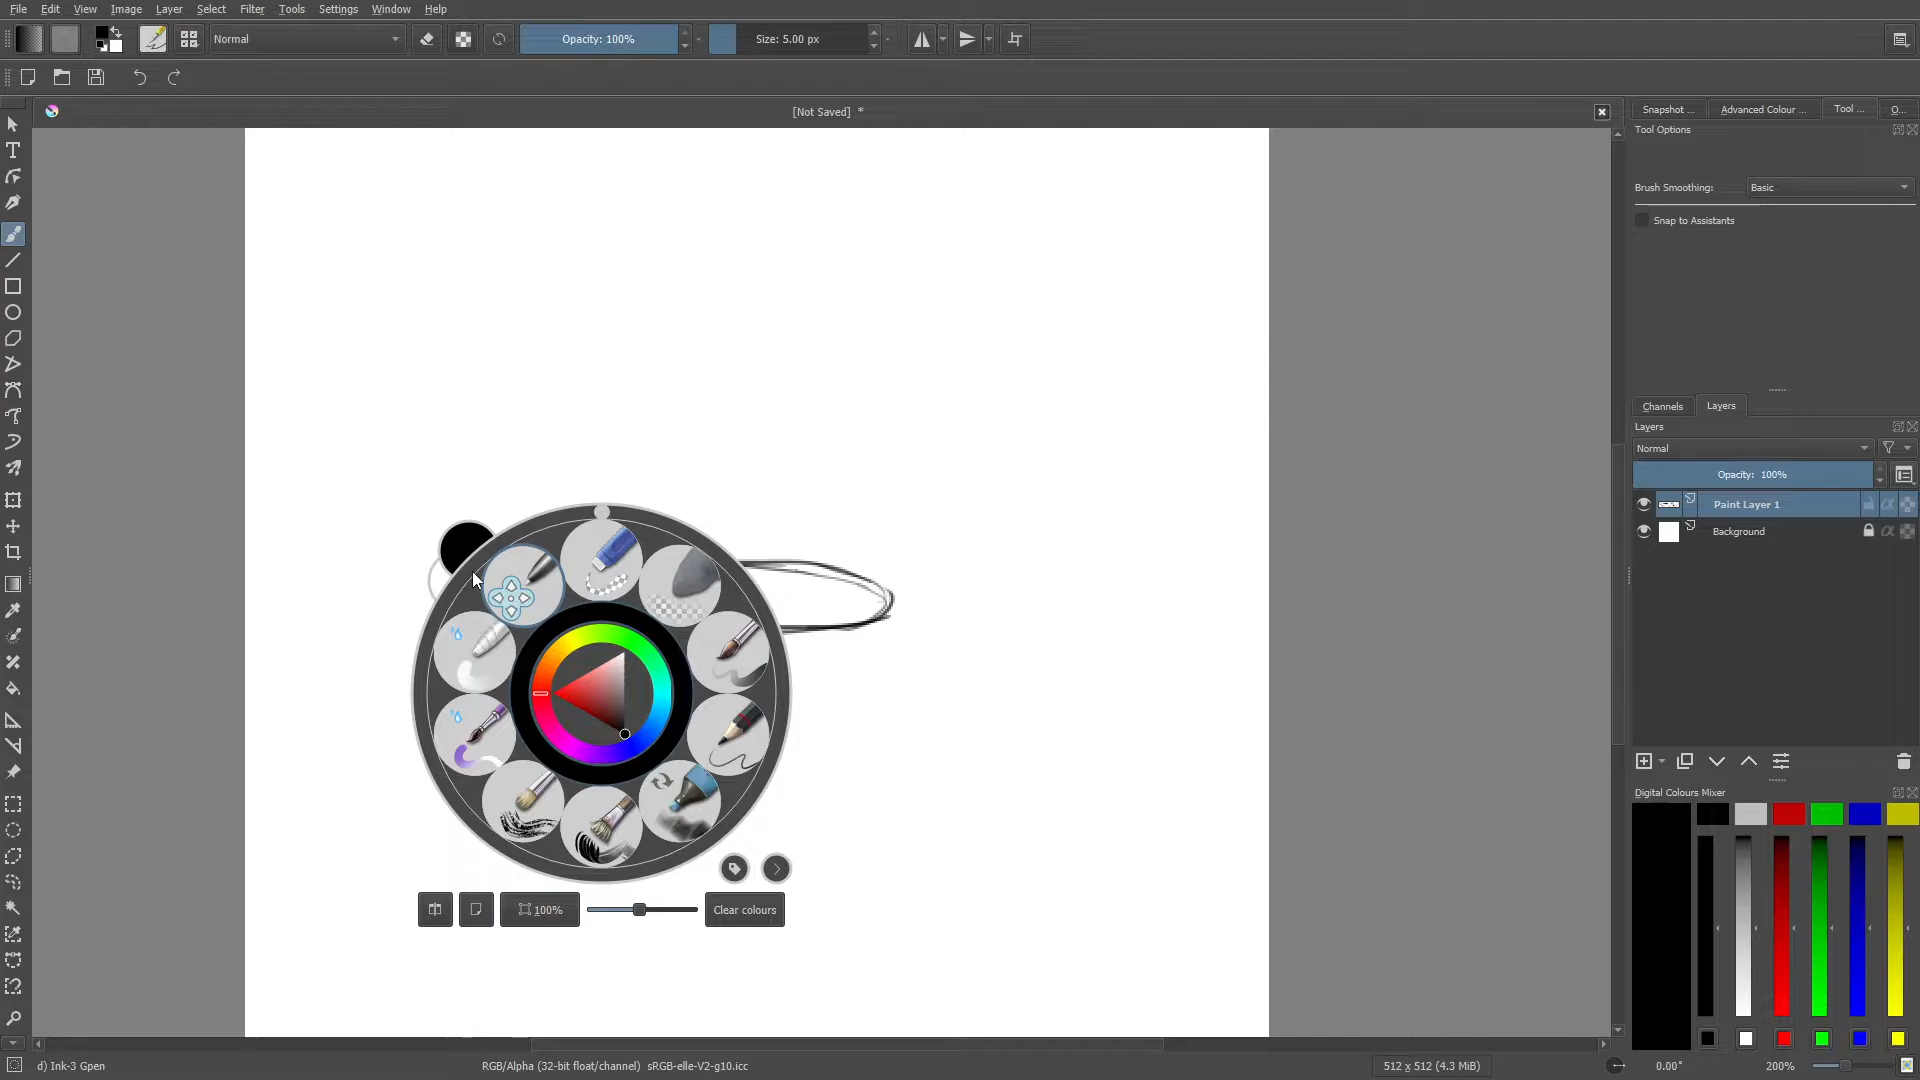 File Edit View Image Layer Select Filter Tools Settings Window Help
Normal Opacity: 100% Size: 5.00 px
[Not Saved] *
Snapshot ... Advanced Colour ... Tool ... O...
Tool Options
Brush Smoothing: Basic
Snap to Assistants
Channels Layers
Layers
Normal
Opacity: 100%
Paint Layer 1
Background
Digital Colours Mixer
100% Clear colours
d) Ink-3 Gpen RGB/Alpha (32-bit float/channel) sRGB-elle-V2-g10.icc 512 x 512 (4.3 MiB) 0.00° 200%